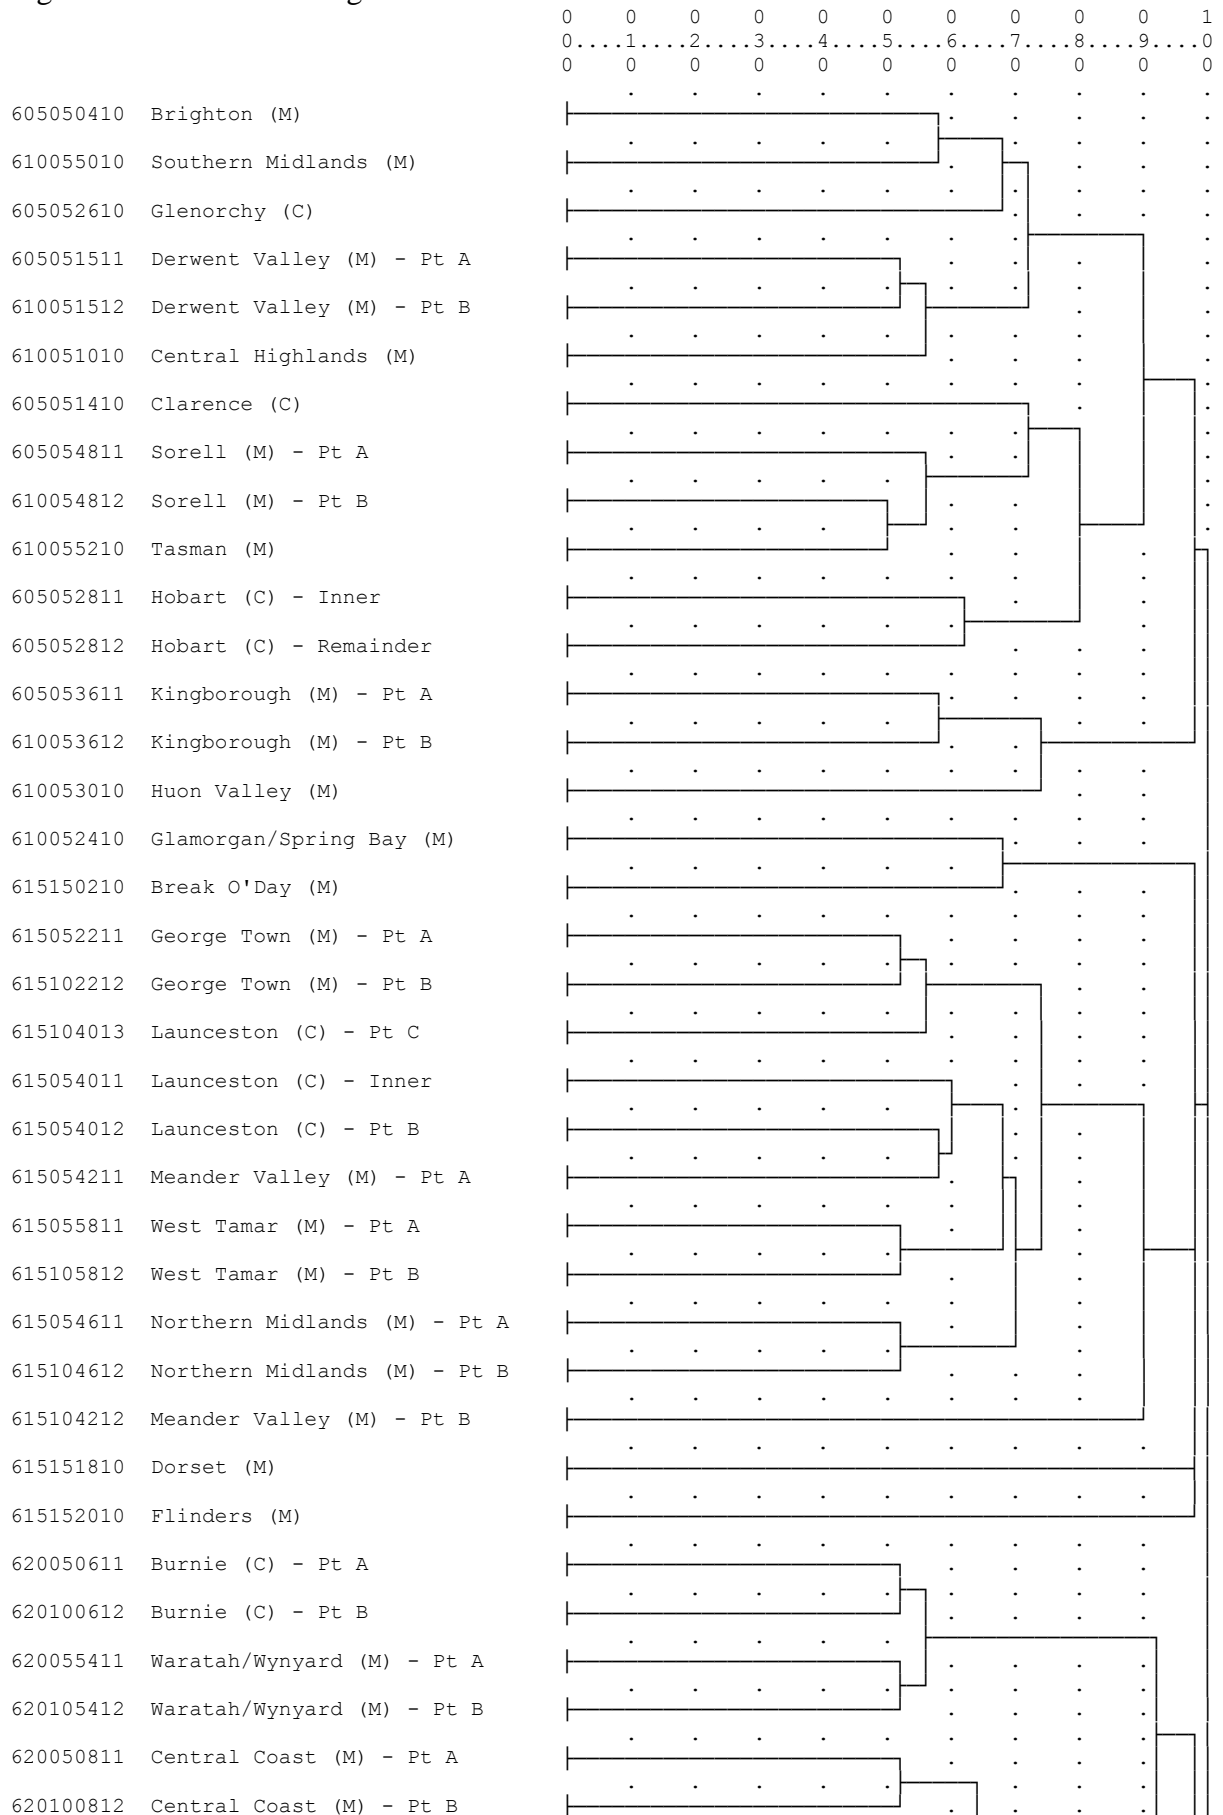 0 0 0 0 0 0 0 0 0 0 1
0....1....2....3....4....5....6....7....8....9....0
0 0 0 0 0 0 0 0 0 0 0
605050410 Brighton (M)
610055010 Southern Midlands (M)
605052610 Glenorchy (C)
605051511 Derwent Valley (M) - Pt A
610051512 Derwent Valley (M) - Pt B
610051010 Central Highlands (M)
605051410 Clarence (C)
605054811 Sorell (M) - Pt A
610054812 Sorell (M) - Pt B
610055210 Tasman (M)
605052811 Hobart (C) - Inner
605052812 Hobart (C) - Remainder
605053611 Kingborough (M) - Pt A
610053612 Kingborough (M) - Pt B
610053010 Huon Valley (M)
610052410 Glamorgan/Spring Bay (M)
615150210 Break O'Day (M)
615052211 George Town (M) - Pt A
615102212 George Town (M) - Pt B
615104013 Launceston (C) - Pt C
615054011 Launceston (C) - Inner
615054012 Launceston (C) - Pt B
615054211 Meander Valley (M) - Pt A
615055811 West Tamar (M) - Pt A
615105812 West Tamar (M) - Pt B
615054611 Northern Midlands (M) - Pt A
615104612 Northern Midlands (M) - Pt B
615104212 Meander Valley (M) - Pt B
615151810 Dorset (M)
615152010 Flinders (M)
620050611 Burnie (C) - Pt A
620100612 Burnie (C) - Pt B
620055411 Waratah/Wynyard (M) - Pt A
620105412 Waratah/Wynyard (M) - Pt B
620050811 Central Coast (M) - Pt A
620100812 Central Coast (M) - Pt B